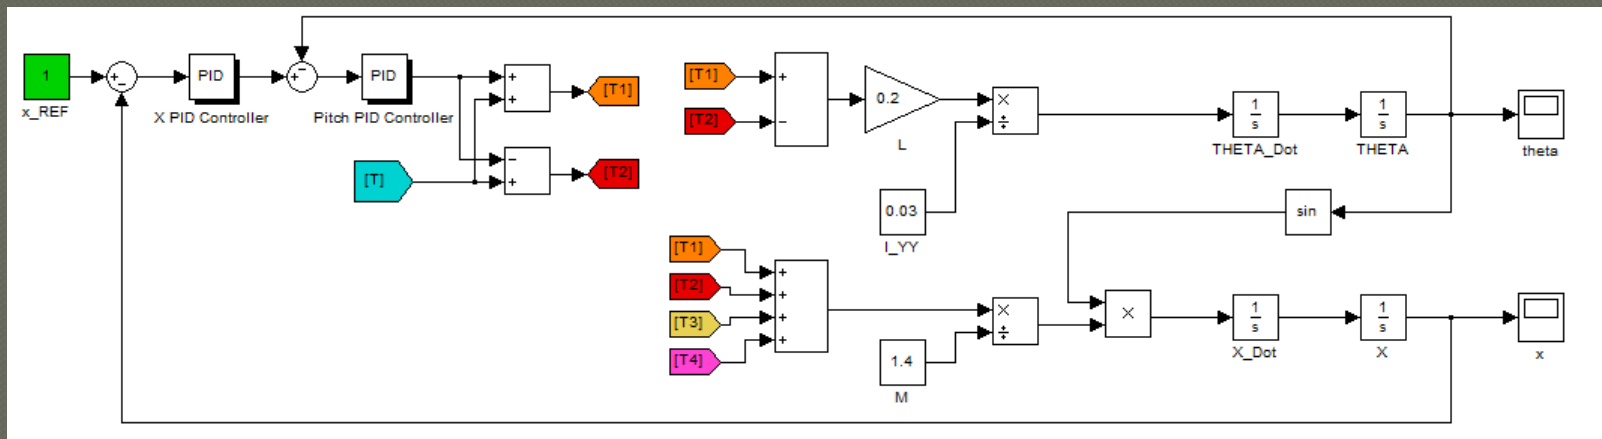 1
x_REF
+
-
PID
X PID Controller
+
-
PID
Pitch PID Controller
+
+
[T1]
[T]
-
+
[T2]
[T1]
[T2]
+
-
0.2
L
×
÷
0.03
I_YY
1
s
THETA_Dot
1
s
THETA
theta
sin
[T1]
[T2]
[T3]
[T4]
+
+
+
+
×
÷
1.4
M
×
1
s
X_Dot
1
s
X
x